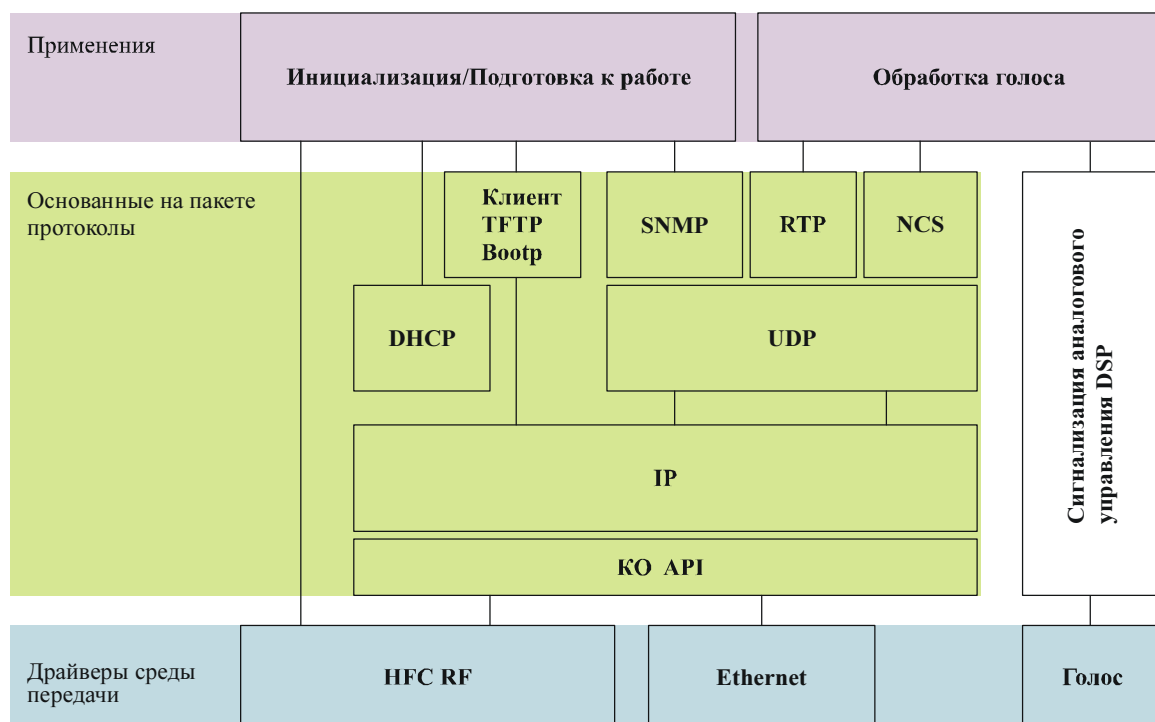 Применения
Инициализация/Подготовка к работе
Обработка голоса
Основанные на пакете
протоколы
Клиент
TFTP
Bootp
SNMP
RTP
NCS
DHCP
UDP
IP
КО API
Сигнализация аналогового
управления DSP
Драйверы среды
передачи
HFC RF
Ethernet
Голос